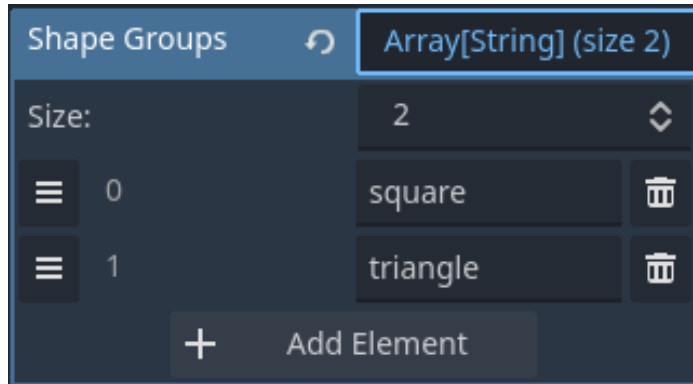 Shape Groups Array[String] (size 2)
Size: 2
0 square
1 triangle
+ Add Element